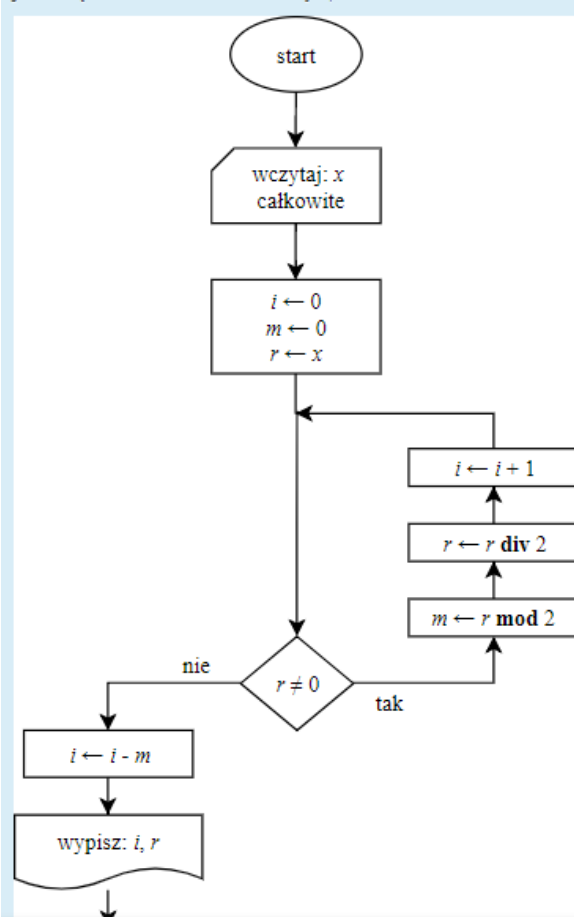 start
wczytaj: x
całkowite
i ← 0
m ← 0
r ← x
i ← i + 1
r ← r div 2
m ← r mod 2
r ≠ 0
nie
tak
i ← i - m
wypisz: i, r